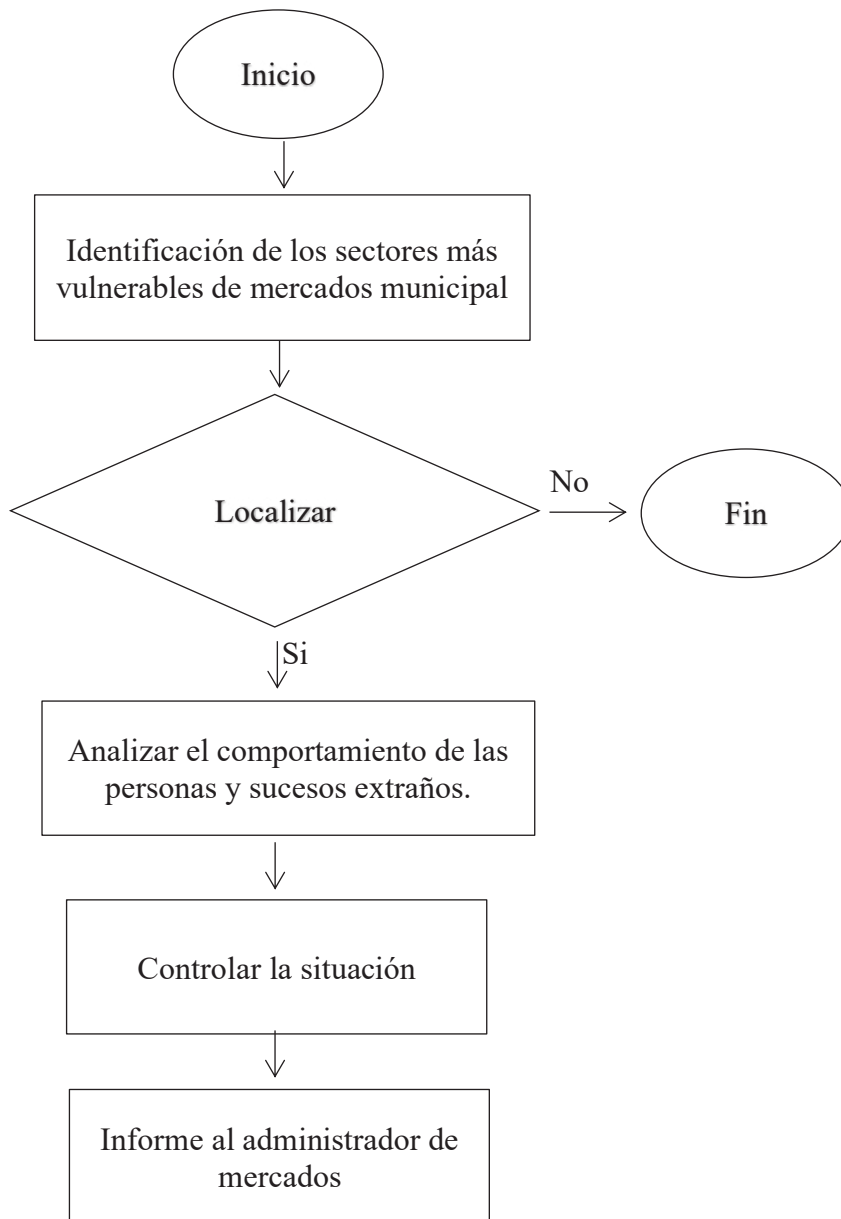 Inicio
Identificación de los sectores más
vulnerables de mercados municipal
Localizar
No
Fin
Si
Analizar el comportamiento de las
personas y sucesos extraños.
Controlar la situación
Informe al administrador de
mercados